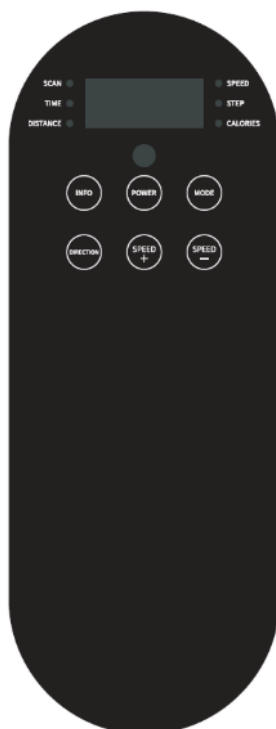 SCAN SPEED
TIME STEP
DISTANCE CALORIES
INFO POWER MODE
DIRECTION SPEED + SPEED −